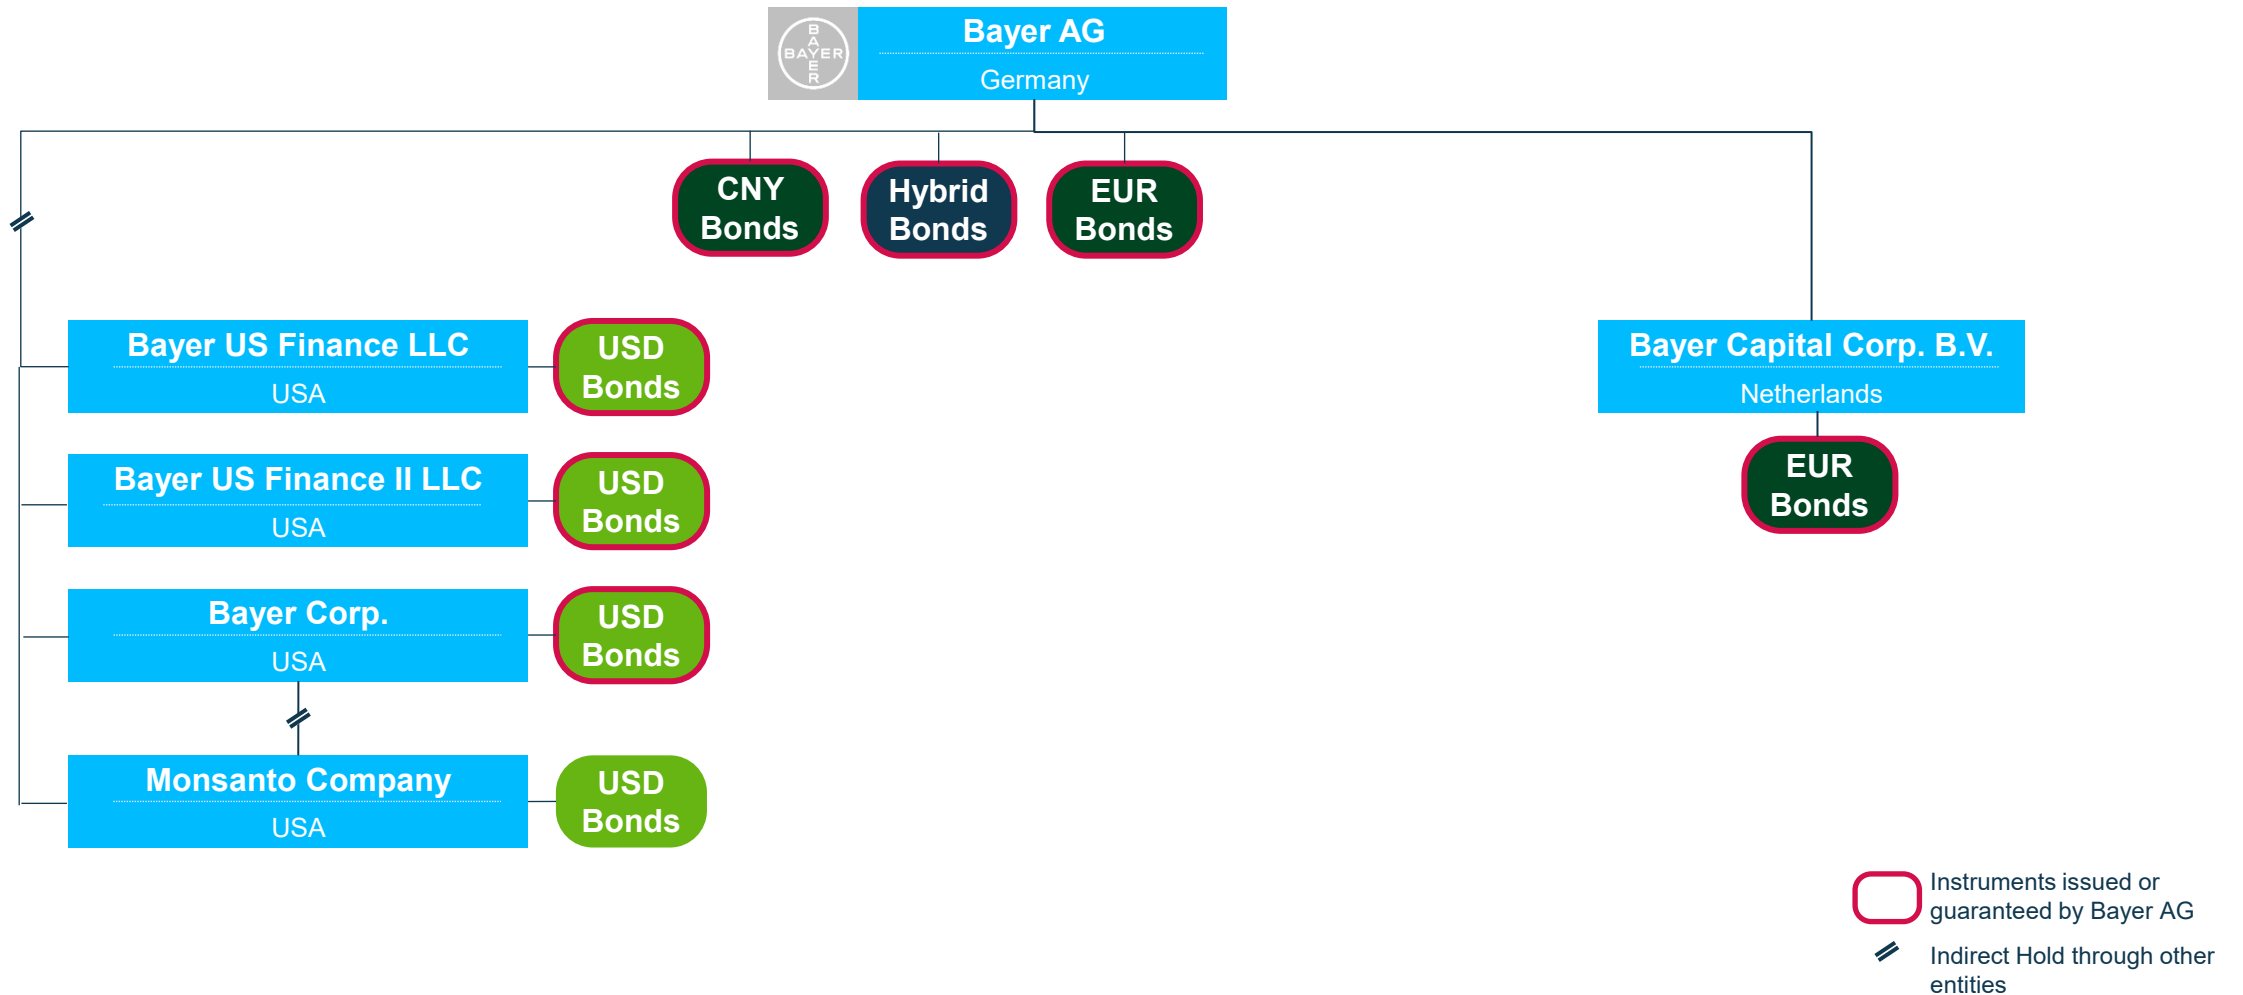 BAYER
BAYER
Bayer AG
Germany
CNY
Bonds
Hybrid
Bonds
EUR
Bonds
Bayer US Finance LLC
USA
USD
Bonds
Bayer Capital Corp. B.V.
Netherlands
EUR
Bonds
Bayer US Finance II LLC
USA
USD
Bonds
Bayer Corp.
USA
USD
Bonds
Monsanto Company
USA
USD
Bonds
Instruments issued or
guaranteed by Bayer AG
Indirect Hold through other
entities